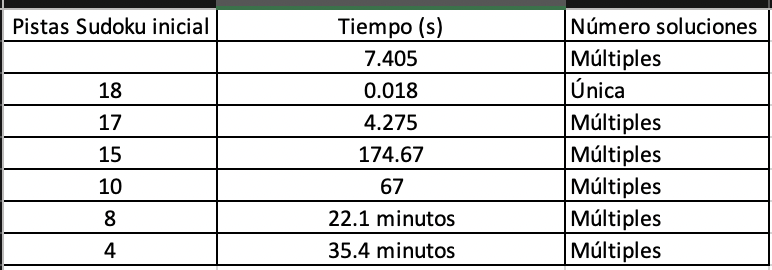 Pistas Sudoku inicial Tiempo (s) Número soluciones
7.405 Múltiples
18 0.018 Única
17 4.275 Múltiples
15 174.67 Múltiples
10 67 Múltiples
8 22.1 minutos Múltiples
4 35.4 minutos Múltiples